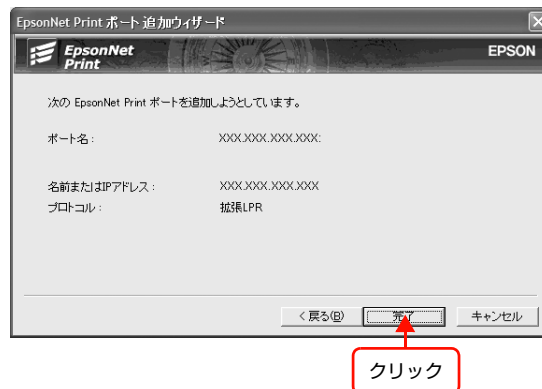 EpsonNet Print ポート 追加ウィザード
EpsonNet
Print
EPSON
次の EpsonNet Print ポートを追加しようとしています。
ポート名 : XXX.XXX.XXX.XXX:
名前またはIPアドレス : XXX.XXX.XXX.XXX
プロトコル : 拡張LPR
< 戻る(B) 完了 キャンセル
クリック